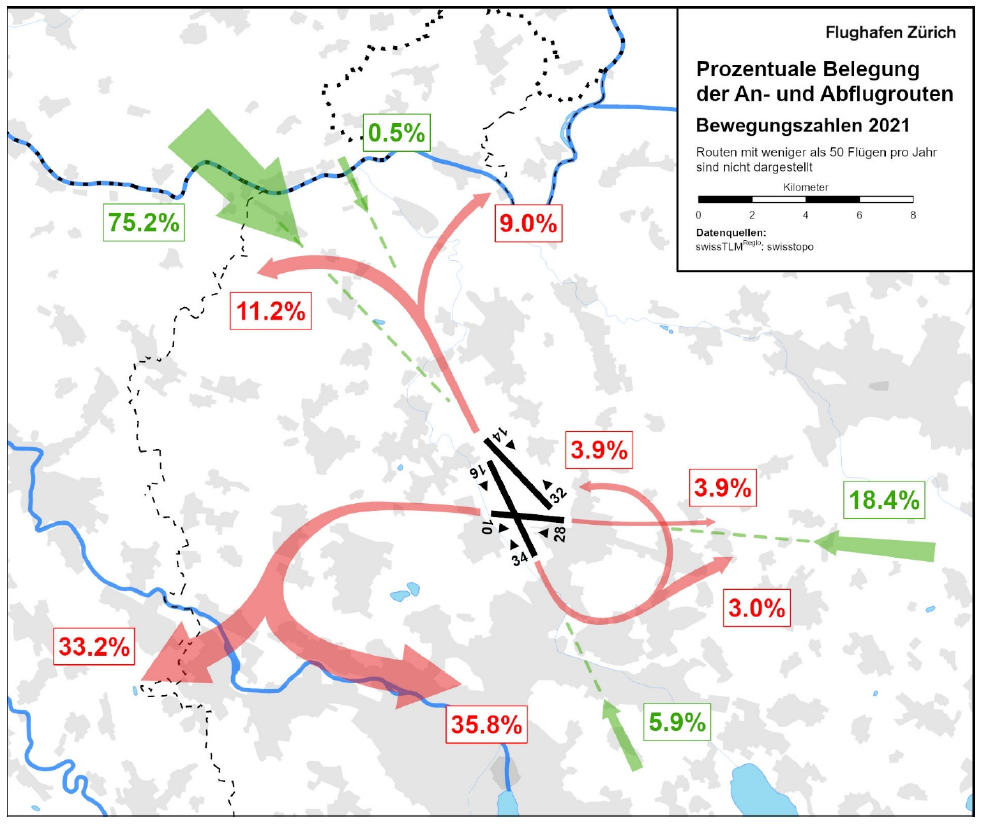 Flughafen Zürich
Prozentuale Belegung
der An- und Abflugrouten
Bewegungszahlen 2021
Routen mit weniger als 50 Flügen pro Jahr
sind nicht dargestellt
Kilometer
0 2 4 6 8
Datenquellen:
swissTLMRegio: swisstopo
0.5%
75.2%
9.0%
11.2%
14
16
3.9%
32
3.9%
18.4%
10
28
34
3.0%
33.2%
35.8%
5.9%